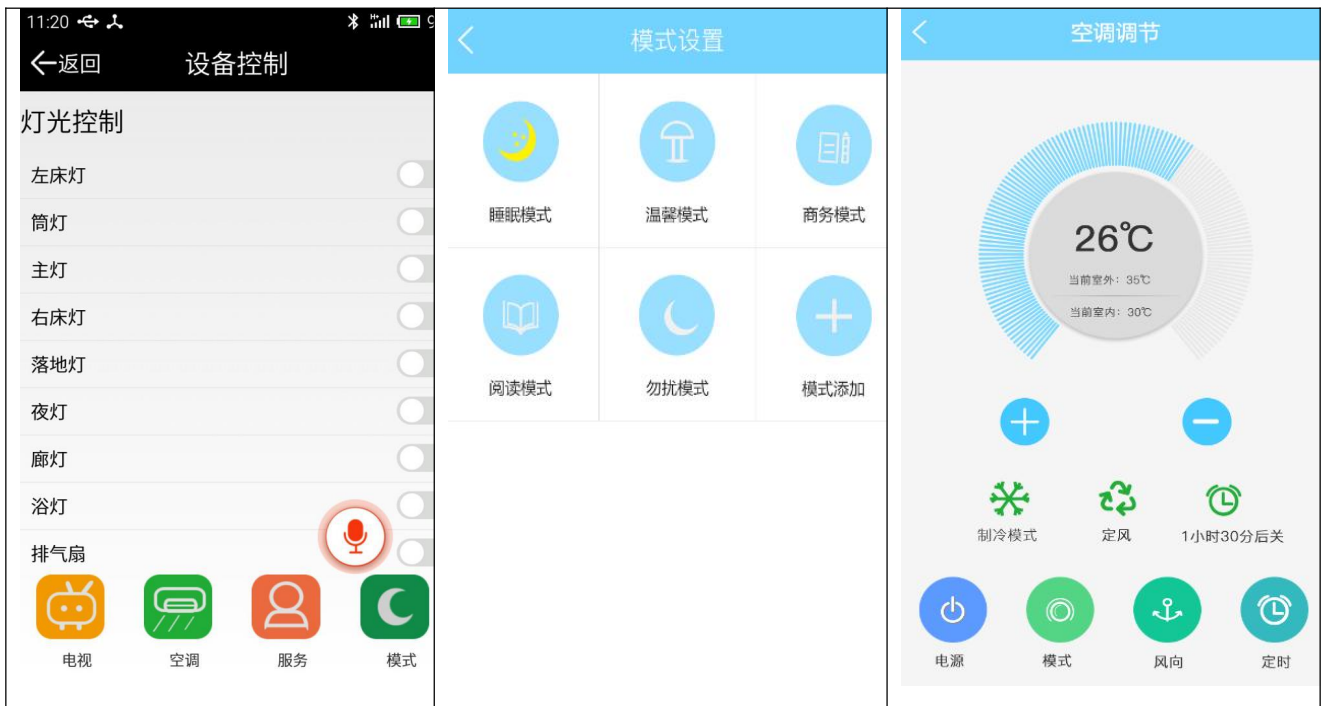 11:20
返回 设备控制
灯光控制
左床灯
筒灯
主灯
右床灯
落地灯
夜灯
廊灯
浴灯
排气扇
电视 空调 服务 模式
模式设置
睡眠模式 温馨模式 商务模式
阅读模式 勿扰模式 模式添加
空调调节
26℃
当前室外：35℃
当前室内：30℃
制冷模式 定风 1小时30分后关
电源 模式 风向 定时